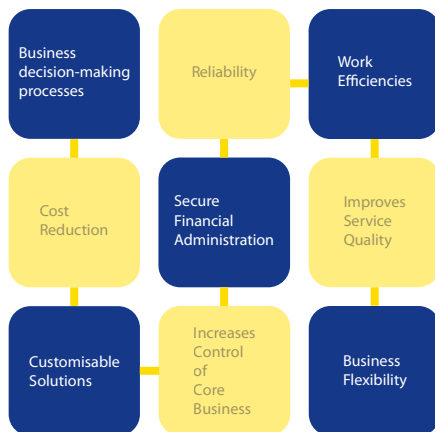 Business
decision-making
processes
Reliability
Work
Efficiencies
Cost
Reduction
Secure
Financial
Administration
Improves
Service
Quality
Customisable
Solutions
Increases
Control
of
Core
Business
Business
Flexibility